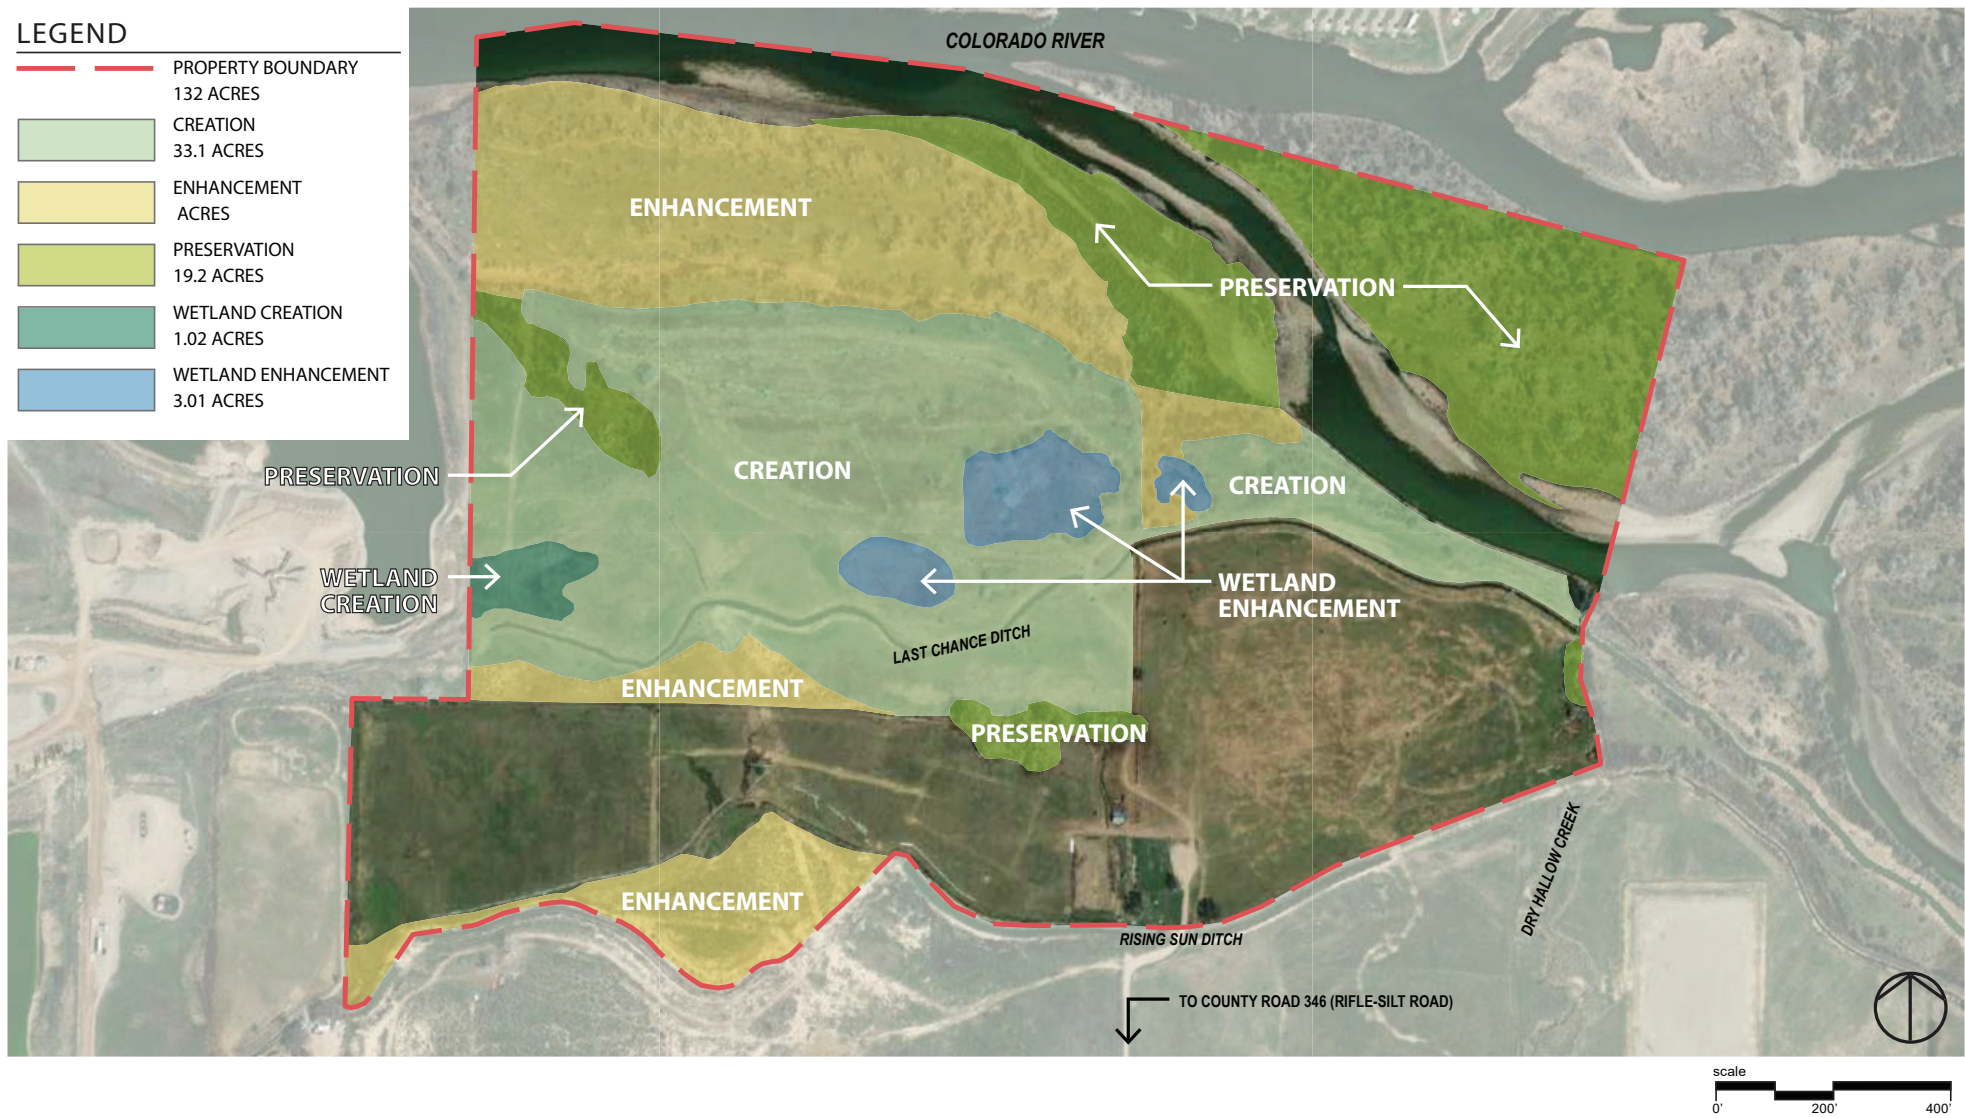 LEGEND
PROPERTY BOUNDARY
132 ACRES
CREATION
33.1 ACRES
ENHANCEMENT
ACRES
PRESERVATION
19.2 ACRES
WETLAND CREATION
1.02 ACRES
WETLAND ENHANCEMENT
3.01 ACRES
COLORADO RIVER
ENHANCEMENT
PRESERVATION
PRESERVATION
CREATION
CREATION
WETLAND
CREATION
WETLAND
ENHANCEMENT
LAST CHANCE DITCH
ENHANCEMENT
PRESERVATION
ENHANCEMENT
DRY HALLOW CREEK
RISING SUN DITCH
TO COUNTY ROAD 346 (RIFLE-SILT ROAD)
scale
0' 200' 400'